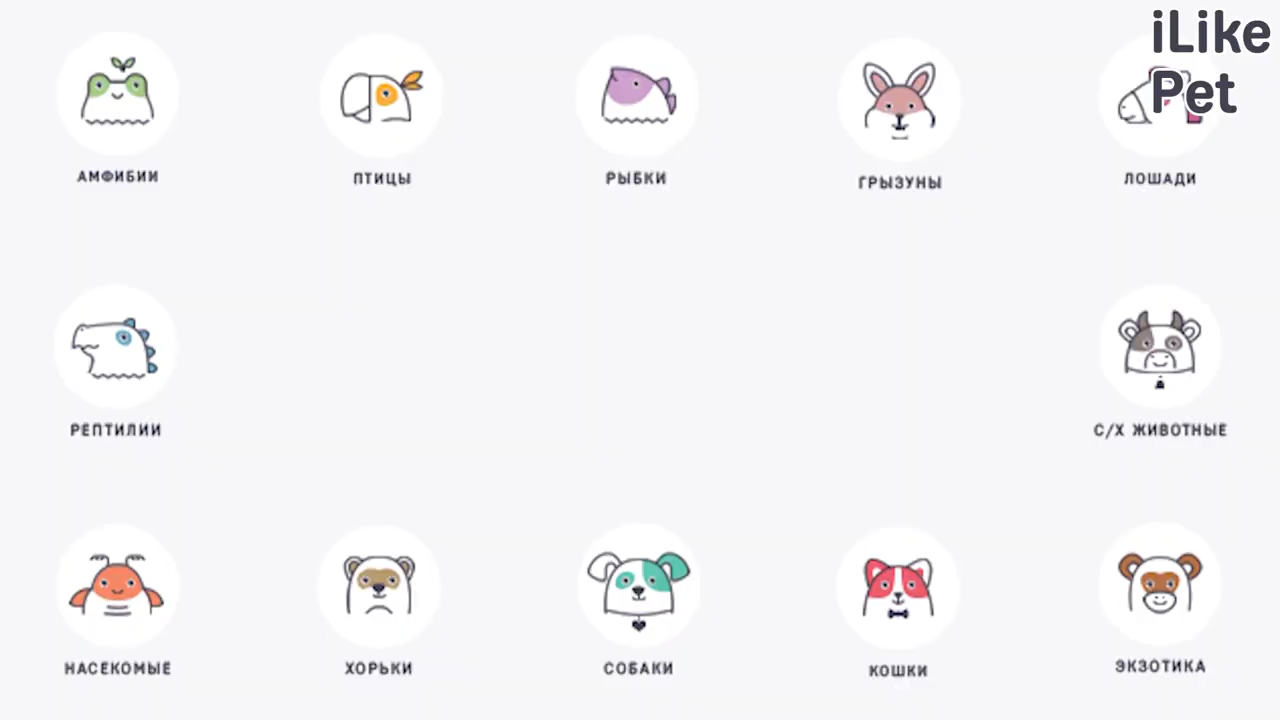 iLike
Pet
АМФИБИИ
ПТИЦЫ
РЫБКИ
ГРЫЗУНЫ
ЛОШАДИ
РЕПТИЛИИ
С/Х ЖИВОТНЫЕ
НАСЕКОМЫЕ
ХОРЬКИ
СОБАКИ
КОШКИ
ЭКЗОТИКА